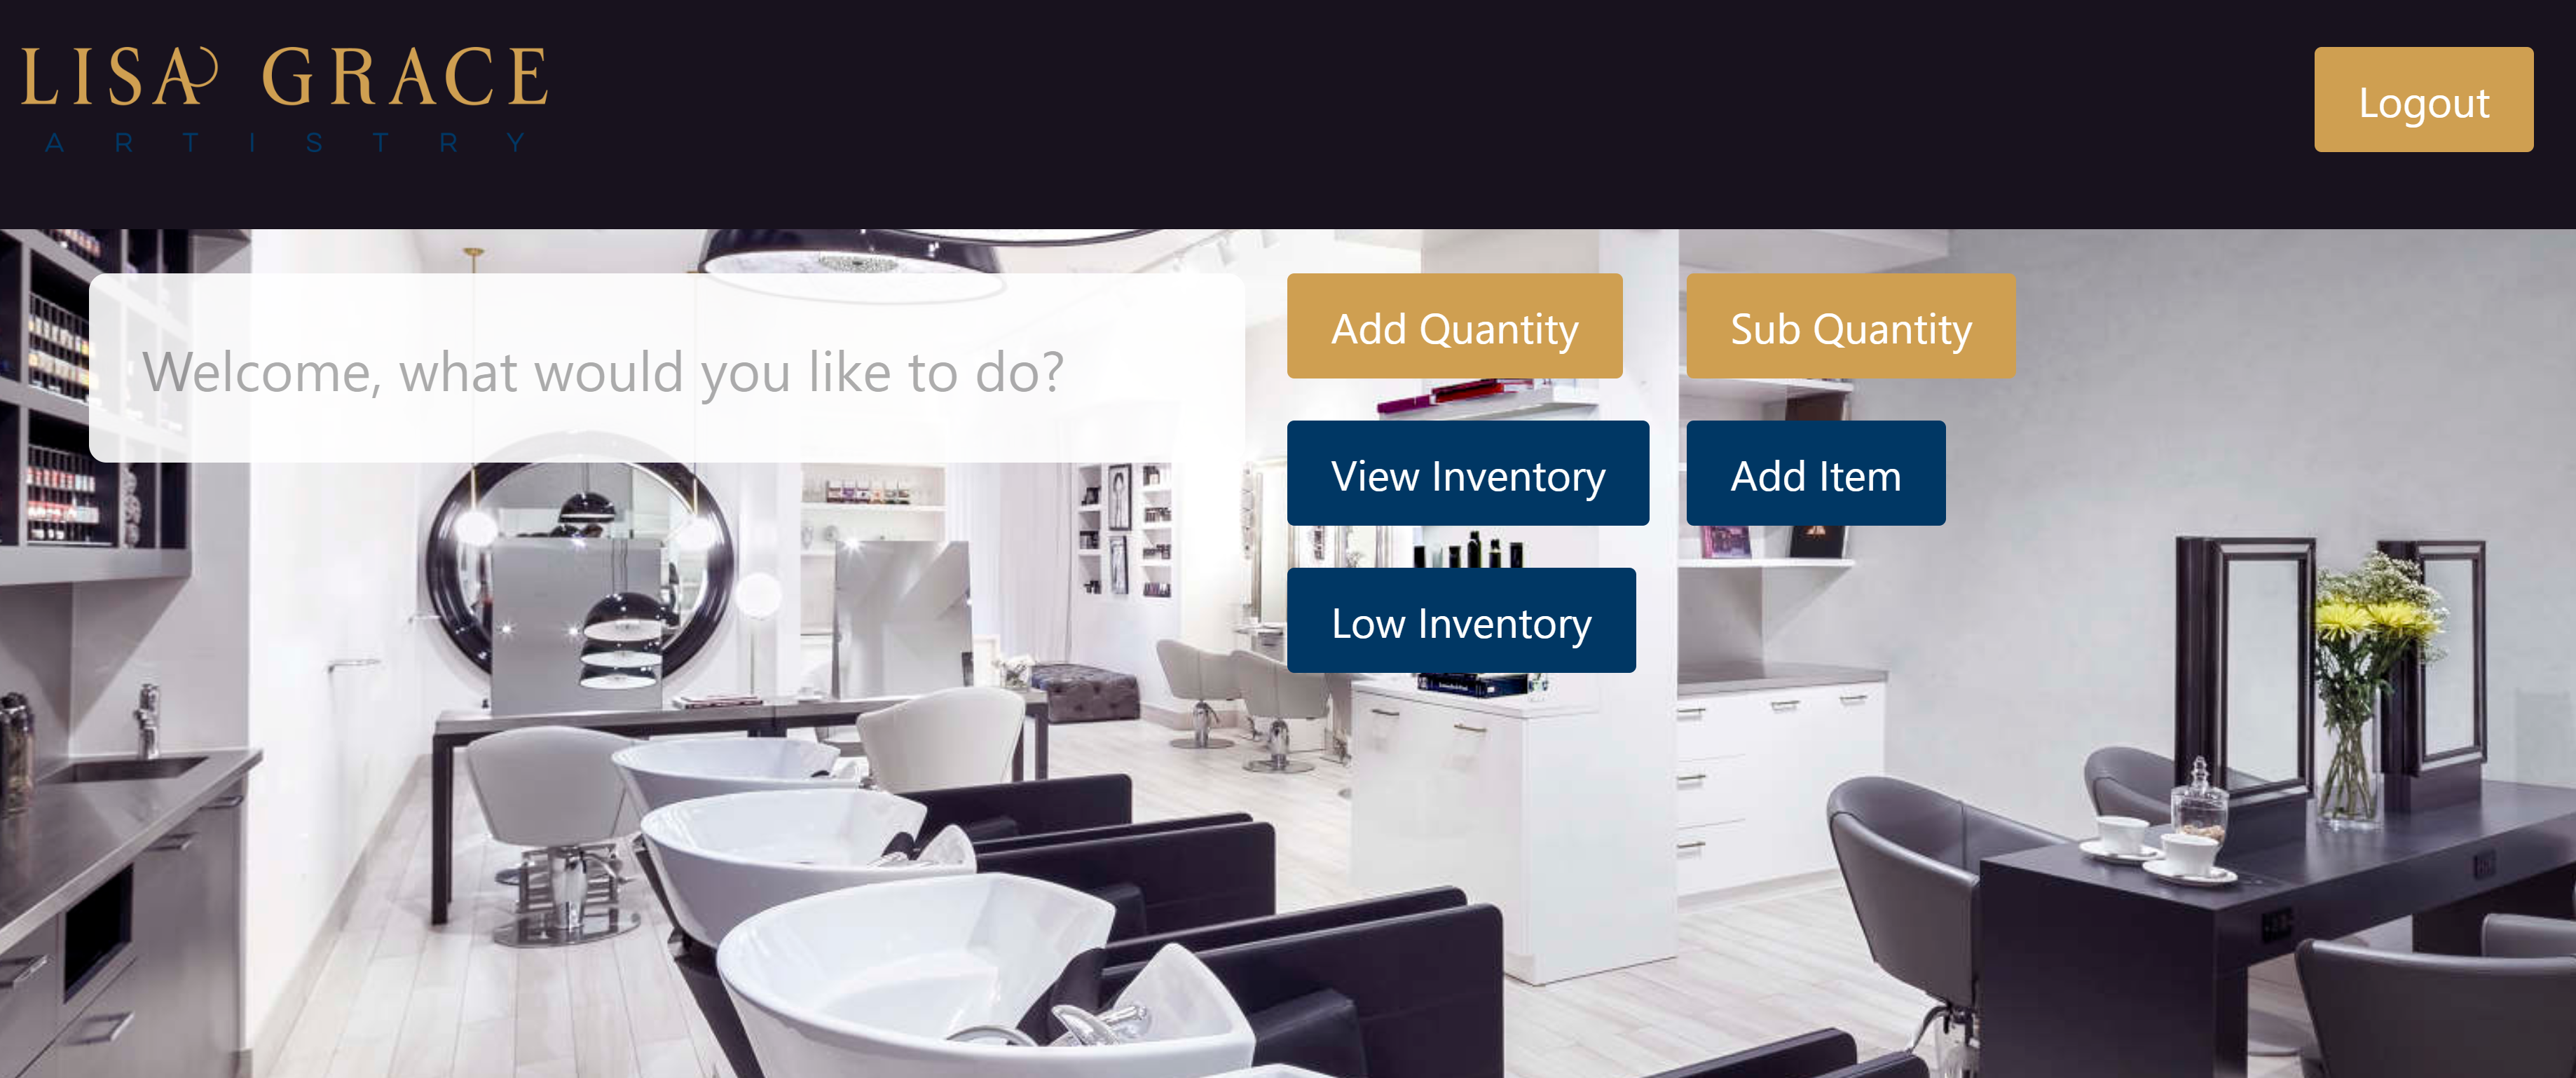 LISA GRACE
ARTISTRY
Logout
Welcome, what would you like to do?
Add Quantity
Sub Quantity
View Inventory
Add Item
Low Inventory